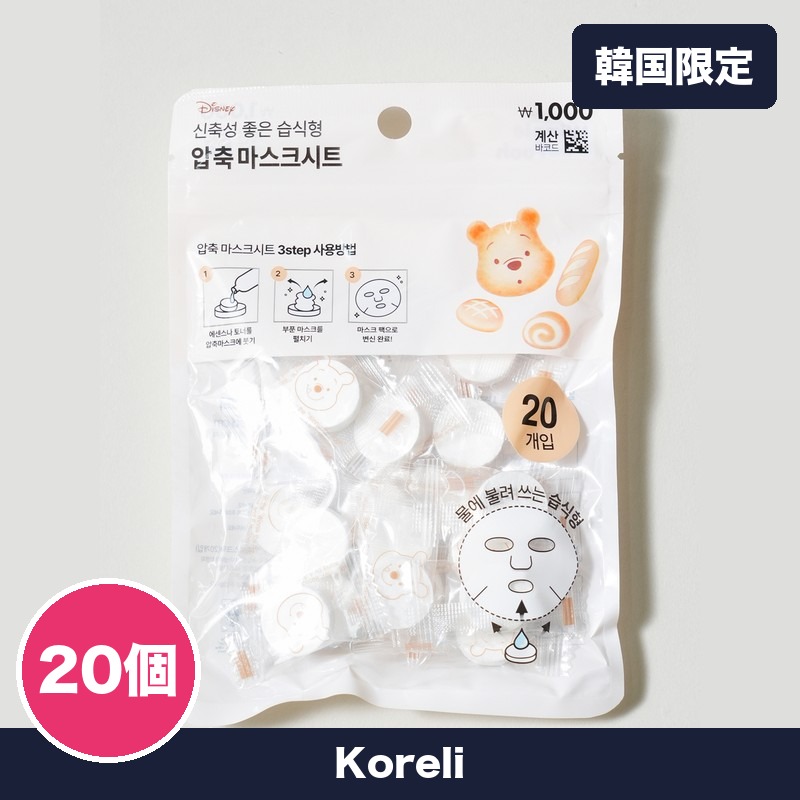 韓国限定
Disney
신축성 좋은 습식형
압축 마스크시트
₩1,000
계산
바코드
압축 마스크시트 3step 사용방법
1
2
3
에센스나 토너를
압축마스크에 붓기
부푼 마스크를
펼치기
마스크 팩으로
변신 완료!
20
개입
물에 불려 쓰는 습식형
20個
Koreli